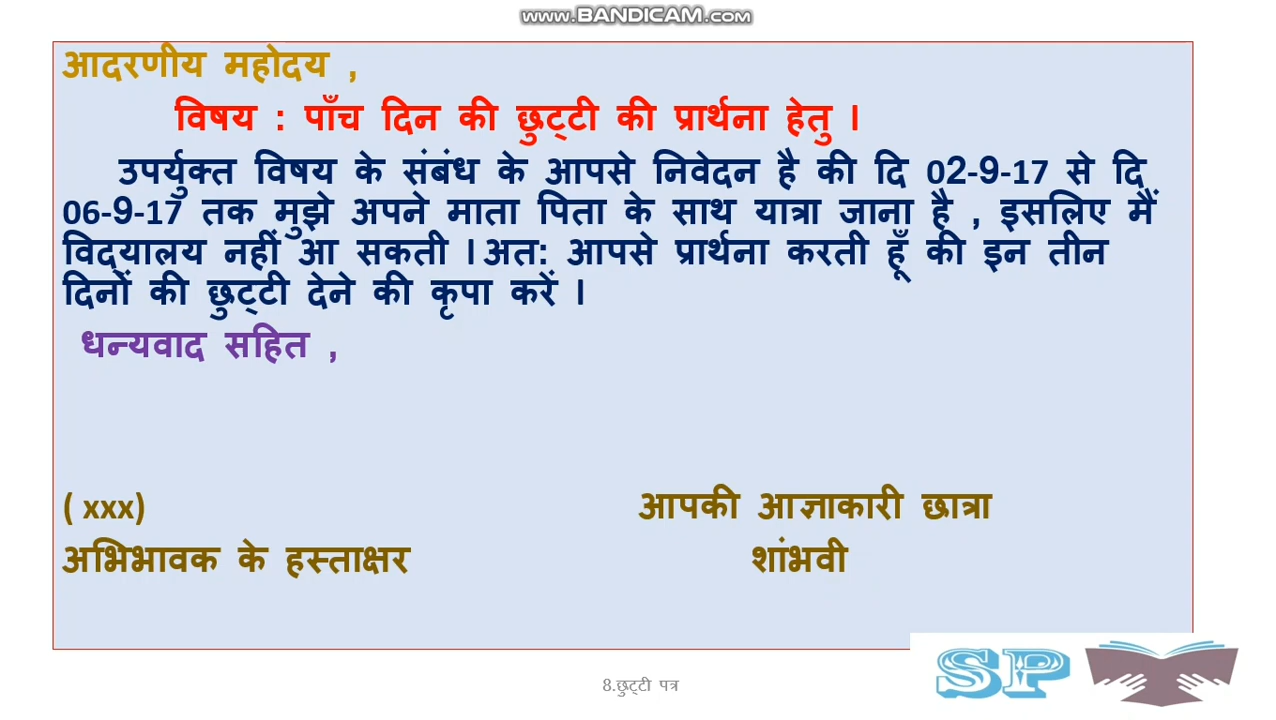 www.BANDICAM.com
आदरणीय महोदय ,
विषय : पाँच दिन की छुट्टी की प्रार्थना हेतु ।
उपर्युक्त विषय के संबंध के आपसे निवेदन है की दि 02-9-17 से दि
06-9-17 तक मुझे अपने माता पिता के साथ यात्रा जाना है , इसलिए मैं
विद्यालय नहीं आ सकती । अत: आपसे प्रार्थना करती हूँ की इन तीन
दिनों की छुट्टी देने की कृपा करें ।
धन्यवाद सहित ,
( xxx) आपकी आज्ञाकारी छात्रा
अभिभावक के हस्ताक्षर शांभवी
SP
8.छुट्टी पत्र